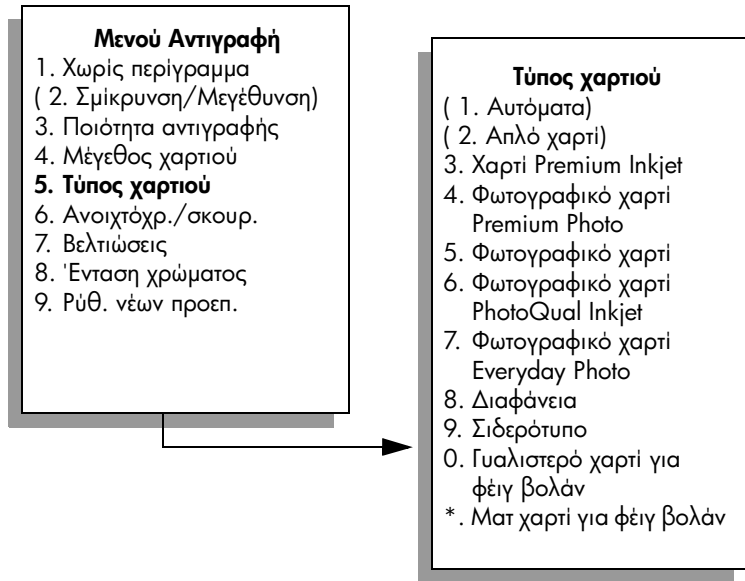 Μενού Αντιγραφή
1. Χωρίς περίγραμμα
( 2. Σμίκρυνση/Μεγέθυνση)
3. Ποιότητα αντιγραφής
4. Μέγεθος χαρτιού
5. Τύπος χαρτιού
6. Ανοιχτόχρ./σκουρ.
7. Βελτιώσεις
8. Ένταση χρώματος
9. Ρύθ. νέων προεπ.
Τύπος χαρτιού
( 1. Αυτόματα)
( 2. Απλό χαρτί)
3. Χαρτί Premium Inkjet
4. Φωτογραφικό χαρτί
Premium Photo
5. Φωτογραφικό χαρτί
6. Φωτογραφικό χαρτί
PhotoQual Inkjet
7. Φωτογραφικό χαρτί
Everyday Photo
8. Διαφάνεια
9. Σιδερότυπο
0. Γυαλιστερό χαρτί για
φέιγ βολάν
*. Ματ χαρτί για φέιγ βολάν